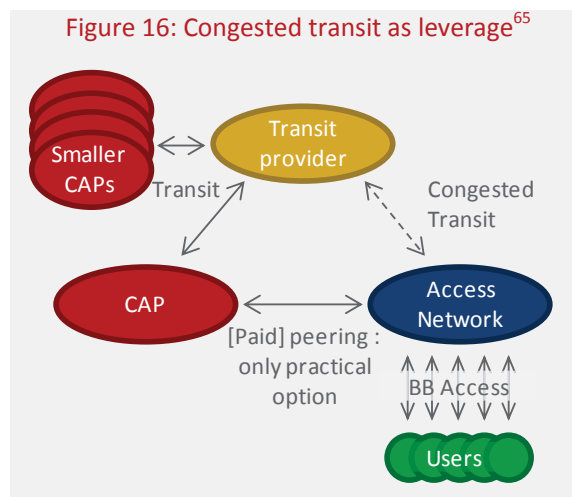 Figure 16: Congested transit as leverage65
Smaller
CAPs
Transit
provider
Transit
Congested
Transit
CAP
Access
Network
[Paid] peering :
only practical
option
BB Access
Users